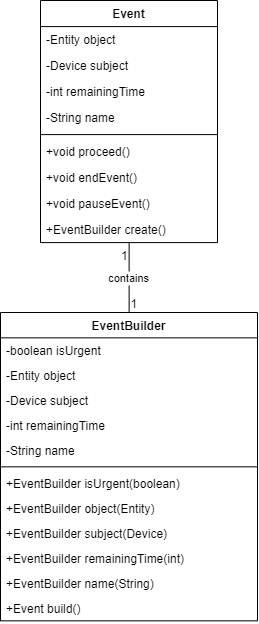 Event
-Entity object
-Device subject
-int remainingTime
-String name
+void proceed()
+void endEvent()
+void pauseEvent()
+EventBuilder create()
1
contains
1
EventBuilder
-boolean isUrgent
-Entity object
-Device subject
-int remainingTime
-String name
+EventBuilder isUrgent(boolean)
+EventBuilder object(Entity)
+EventBuilder subject(Device)
+EventBuilder remainingTime(int)
+EventBuilder name(String)
+Event build()